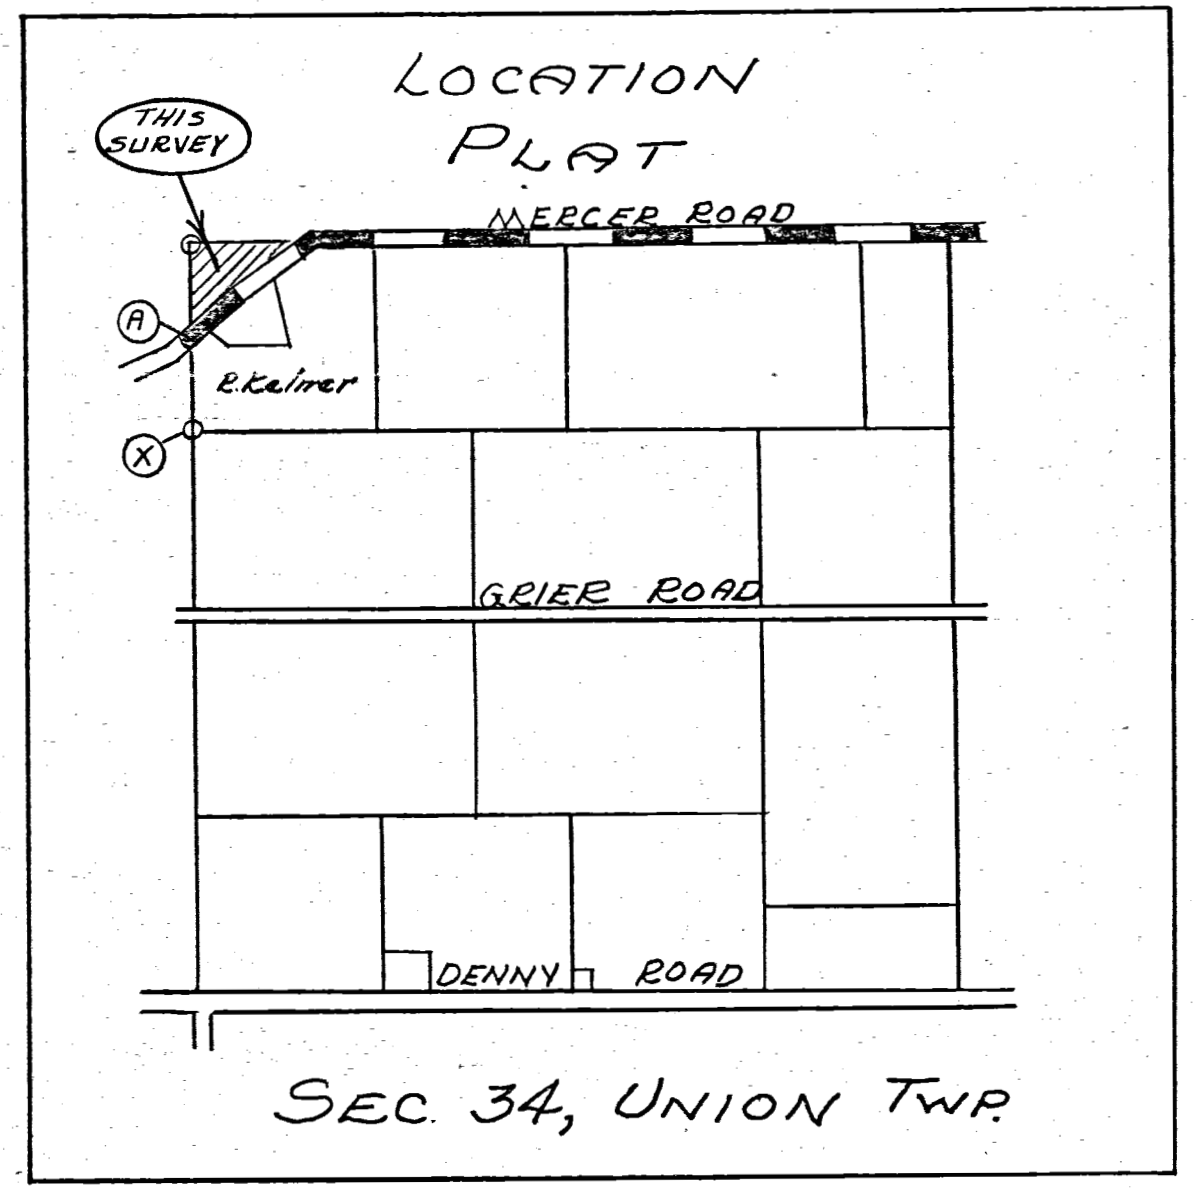 LOCATION
PLAT
THIS
SURVEY
MERCER ROAD
A
R. Keimer
X
GRIER ROAD
DENNY ROAD
SEC. 34, UNION TWP.